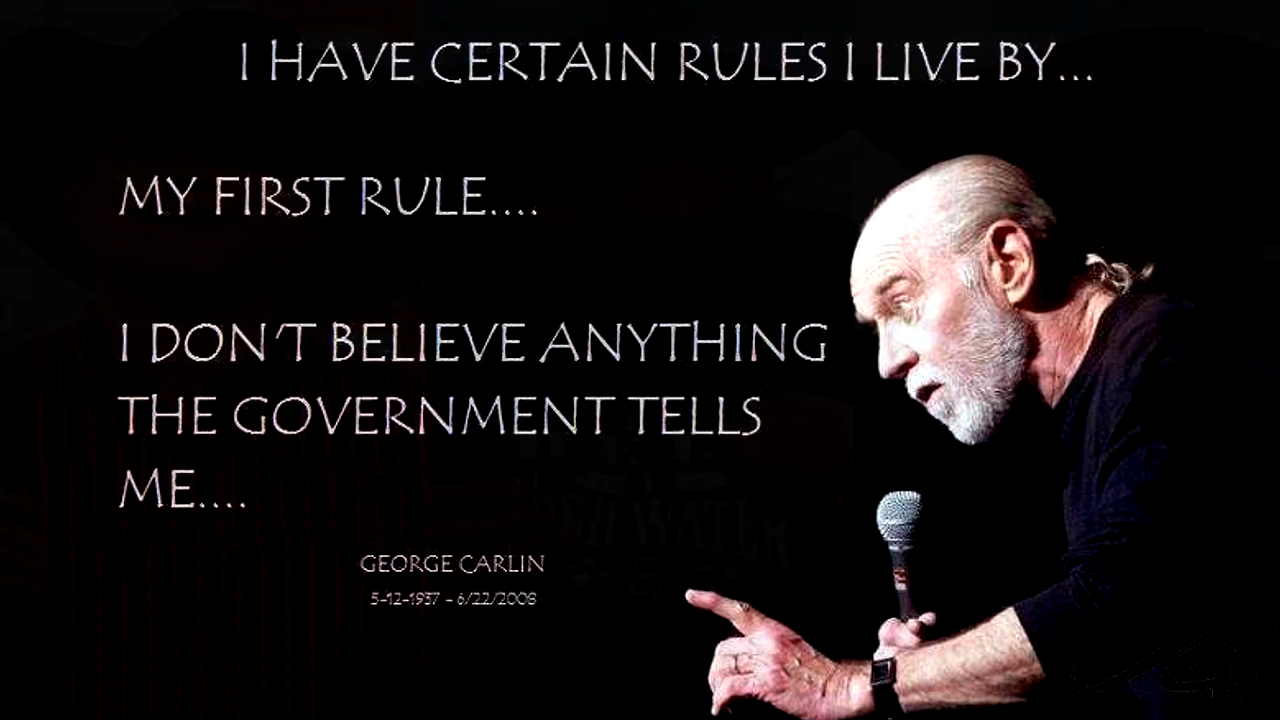 I HAVE CERTAIN RULES I LIVE BY...
MY FIRST RULE....
I DON'T BELIEVE ANYTHING
THE GOVERNMENT TELLS
ME....
GEORGE CARLIN
5-12-1937 - 6/22/2008
WATER